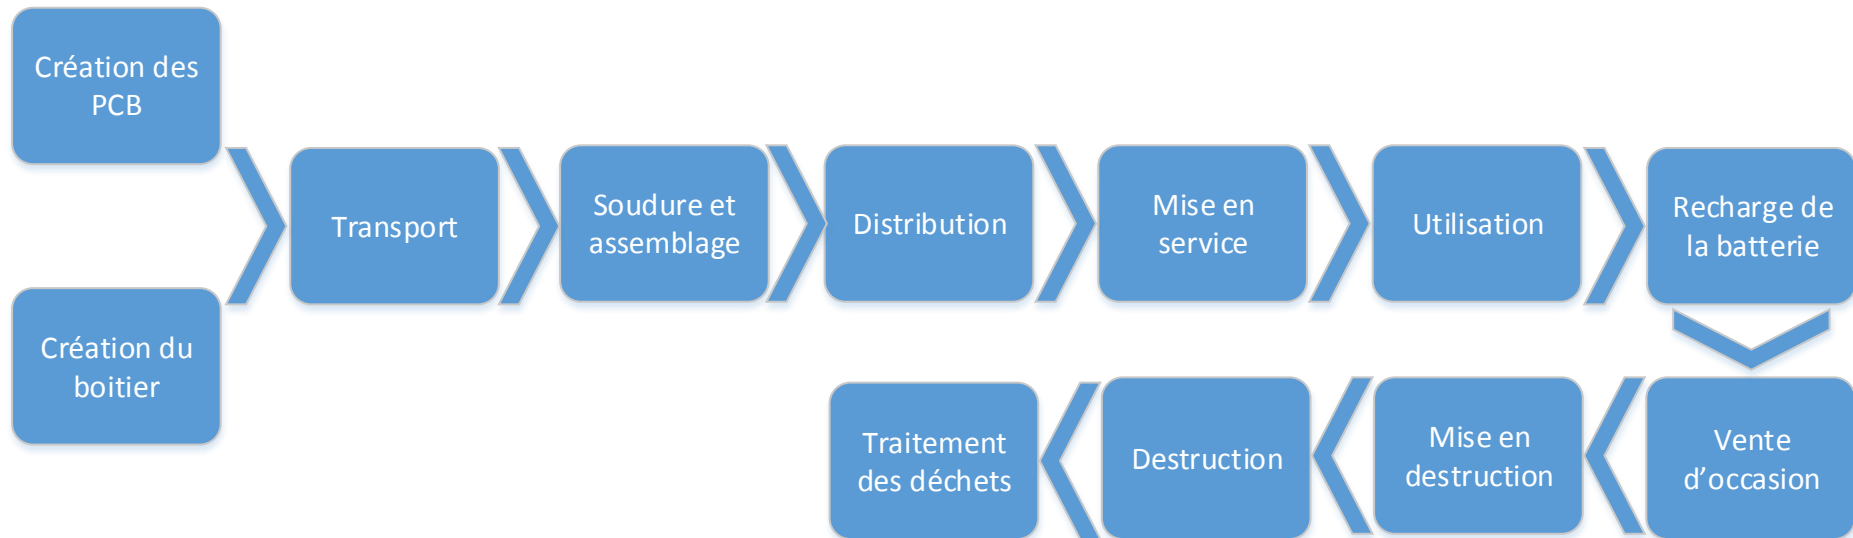 Création des
PCB
Création du
boitier
Transport
Soudure et
assemblage
Distribution
Mise en
service
Utilisation
Recharge de
la batterie
Vente
d’occasion
Mise en
destruction
Destruction
Traitement
des déchets